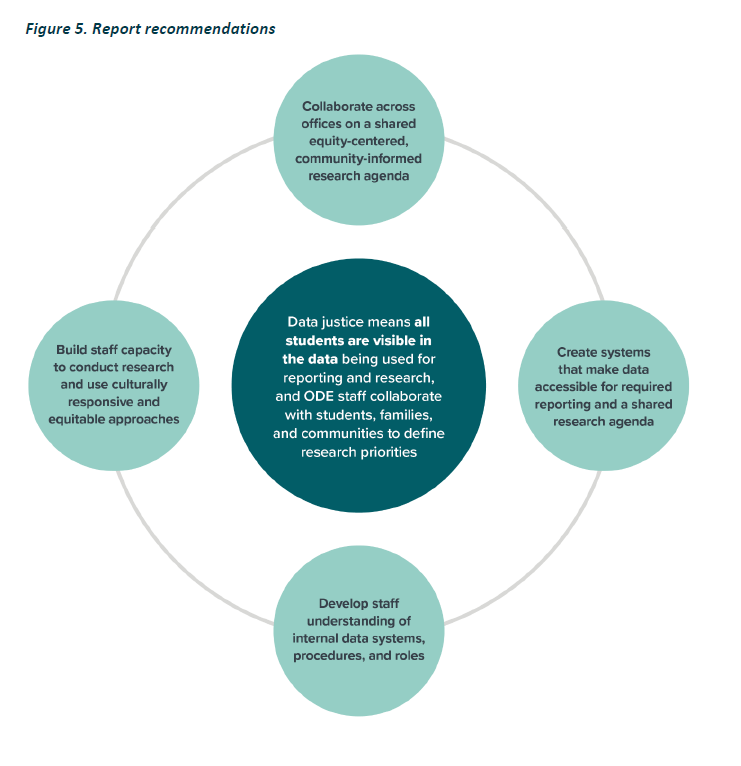 Figure 5. Report recommendations
Collaborate across
offices on a shared
equity-centered,
community-informed
research agenda
Data justice means all
students are visible in
the data being used for
reporting and research,
and ODE staff collaborate
with students, families,
and communities to define
research priorities
Build staff capacity
to conduct research
and use culturally
responsive and
equitable approaches
Create systems
that make data
accessible for required
reporting and a shared
research agenda
Develop staff
understanding of
internal data systems,
procedures, and roles